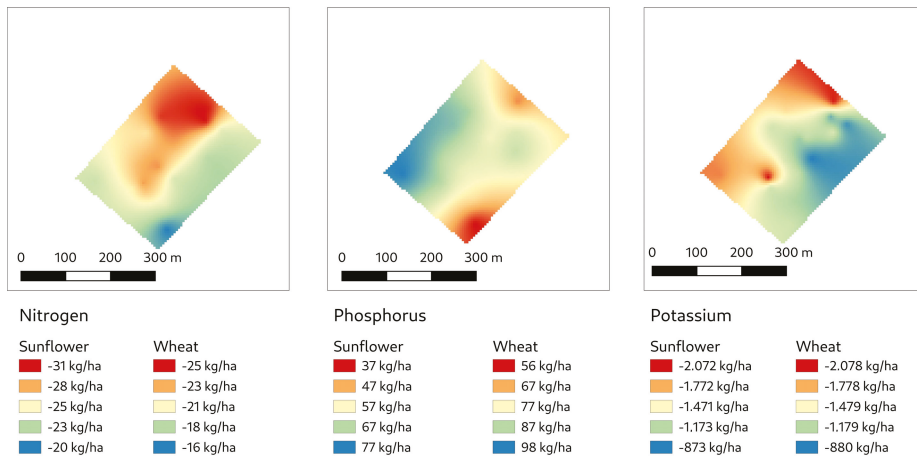 0 100 200 300 m
0 100 200 300 m
0 100 200 300 m
Nitrogen
Sunflower
-31 kg/ha
-28 kg/ha
-25 kg/ha
-23 kg/ha
-20 kg/ha
Wheat
-25 kg/ha
-23 kg/ha
-21 kg/ha
-18 kg/ha
-16 kg/ha
Phosphorus
Sunflower
37 kg/ha
47 kg/ha
57 kg/ha
67 kg/ha
77 kg/ha
Wheat
56 kg/ha
67 kg/ha
77 kg/ha
87 kg/ha
98 kg/ha
Potassium
Sunflower
-2.072 kg/ha
-1.772 kg/ha
-1.471 kg/ha
-1.173 kg/ha
-873 kg/ha
Wheat
-2.078 kg/ha
-1.778 kg/ha
-1.479 kg/ha
-1.179 kg/ha
-880 kg/ha